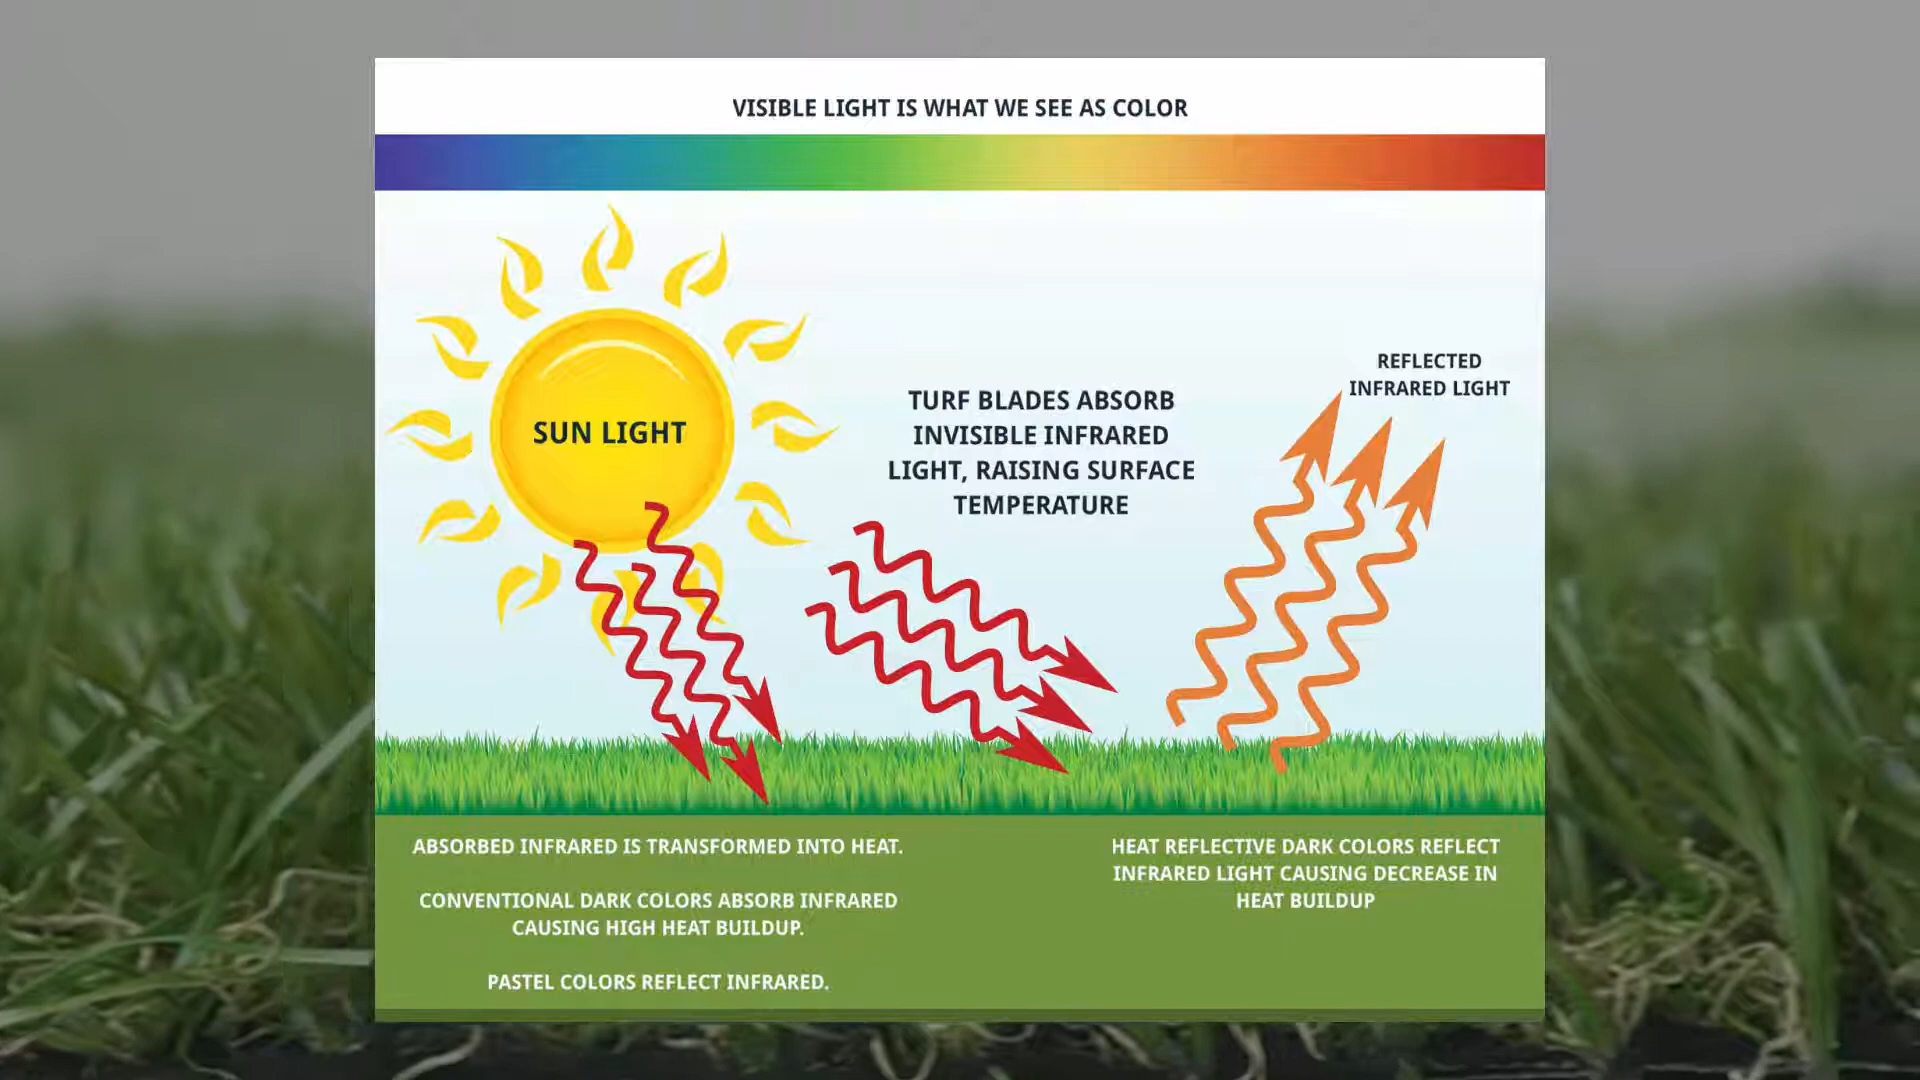 VISIBLE LIGHT IS WHAT WE SEE AS COLOR
SUN LIGHT
TURF BLADES ABSORB
INVISIBLE INFRARED
LIGHT, RAISING SURFACE
TEMPERATURE
REFLECTED
INFRARED LIGHT
ABSORBED INFRARED IS TRANSFORMED INTO HEAT.
CONVENTIONAL DARK COLORS ABSORB INFRARED
CAUSING HIGH HEAT BUILDUP.
PASTEL COLORS REFLECT INFRARED.
HEAT REFLECTIVE DARK COLORS REFLECT
INFRARED LIGHT CAUSING DECREASE IN
HEAT BUILDUP